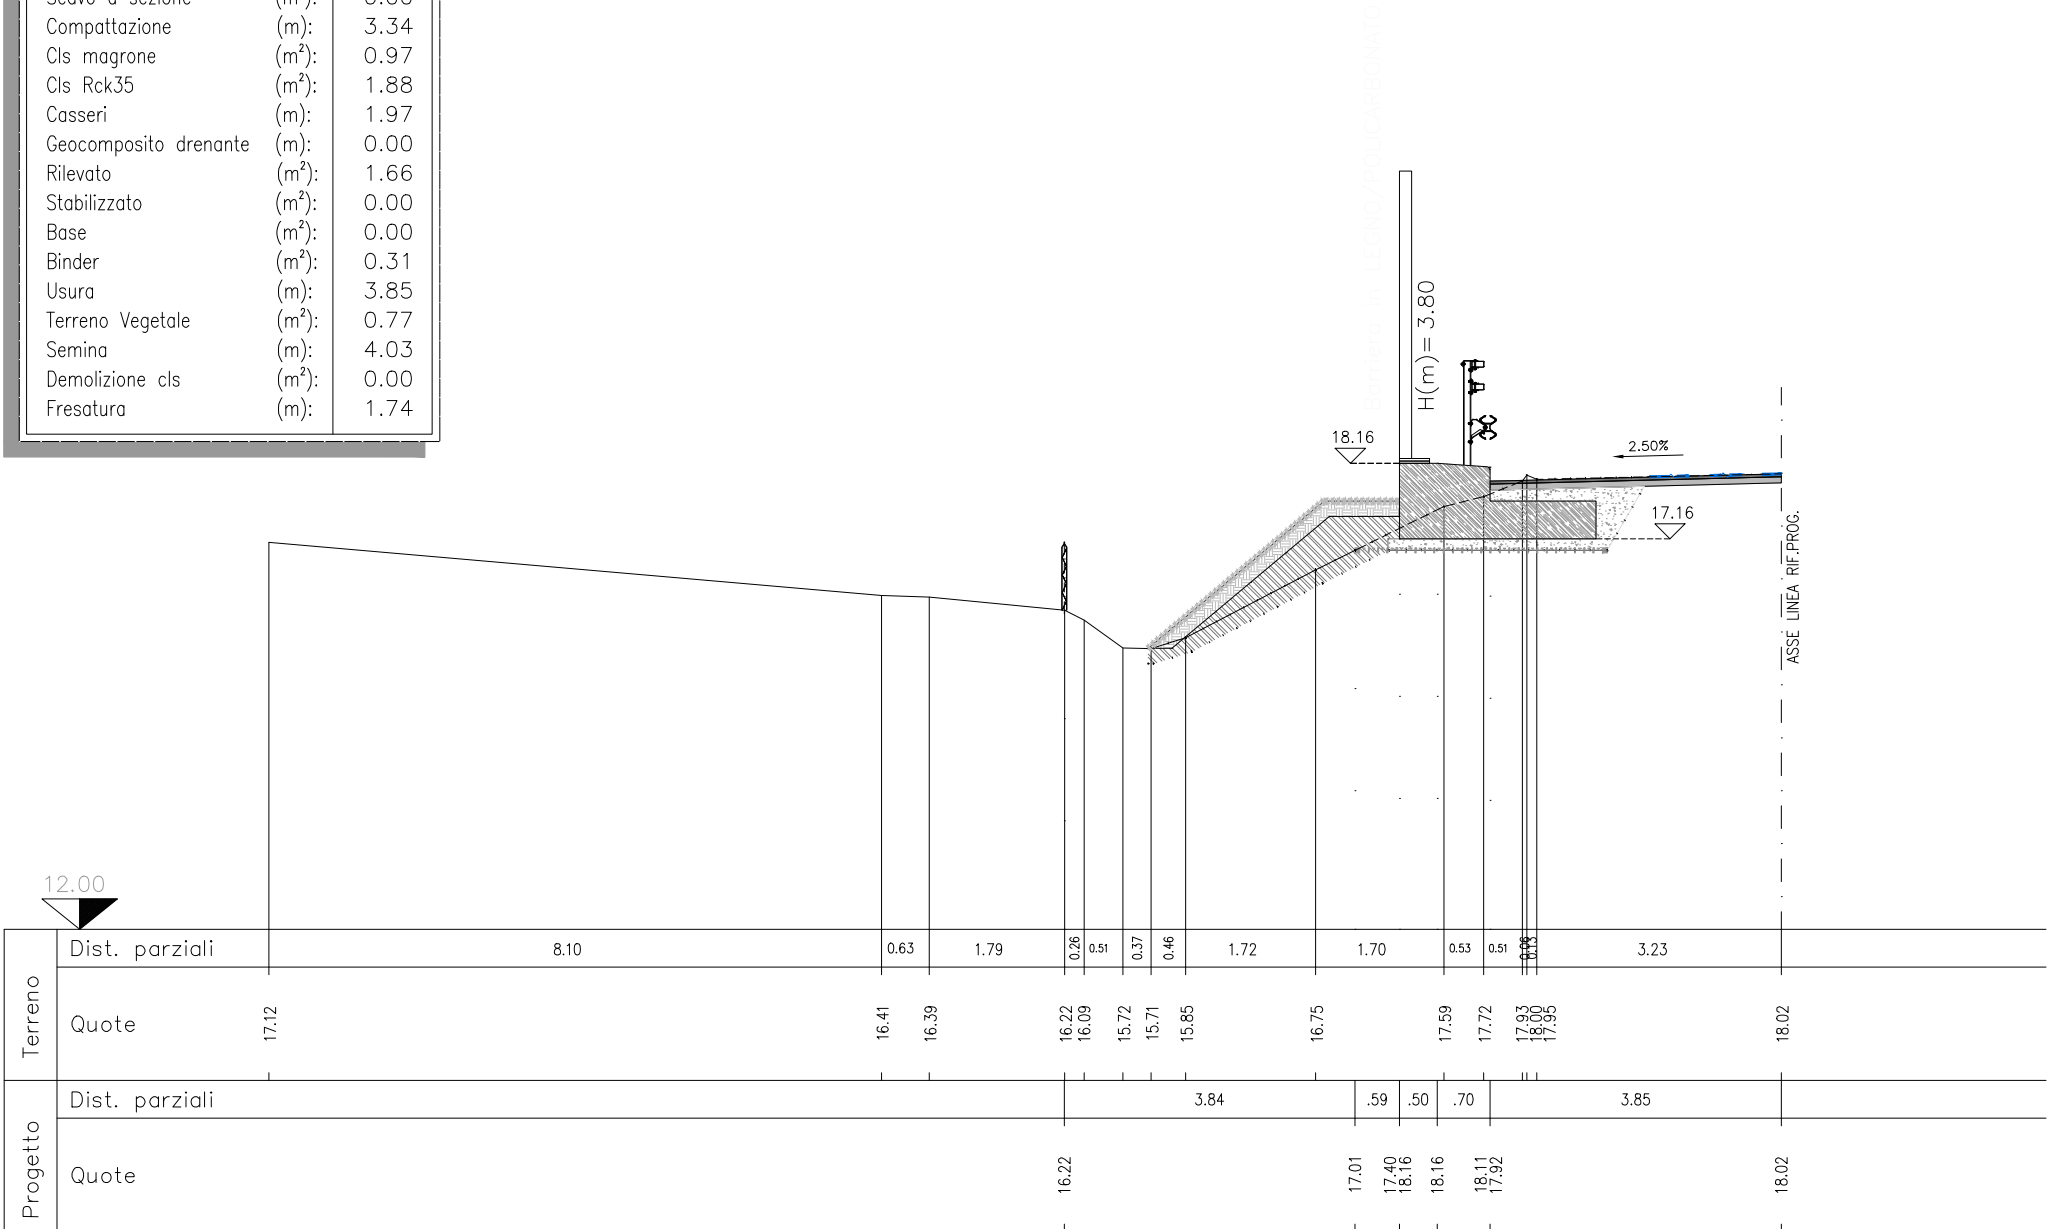 Compattazione (m): 3.34
Cls magrone (m²): 0.97
Cls Rck35 (m²): 1.88
Casseri (m): 1.97
Geocomposito drenante (m): 0.00
Rilevato (m²): 1.66
Stabilizzato (m²): 0.00
Base (m²): 0.00
Binder (m²): 0.31
Usura (m): 3.85
Terreno Vegetale (m²): 0.77
Semina (m): 4.03
Demolizione cls (m²): 0.00
Fresatura (m): 1.74
Barriera in LEGNO/POLICARBONATO
H(m)= 3.80
18.16
2.50%
17.16
ASSE LINEA RIF.PROG.
12.00
Terreno
Dist. parziali 8.10 0.63 1.79 0.26 0.51 0.37 0.46 1.72 1.70 0.53 0.51 0.06 0.13 3.23
Quote 17.12 16.41 16.39 16.22 16.09 15.72 15.71 15.85 16.75 17.59 17.72 17.93 18.00 17.95 18.02
Progetto
Dist. parziali 3.84 .59 .50 .70 3.85
Quote 16.22 17.01 17.40 18.16 18.16 18.11 17.92 18.02